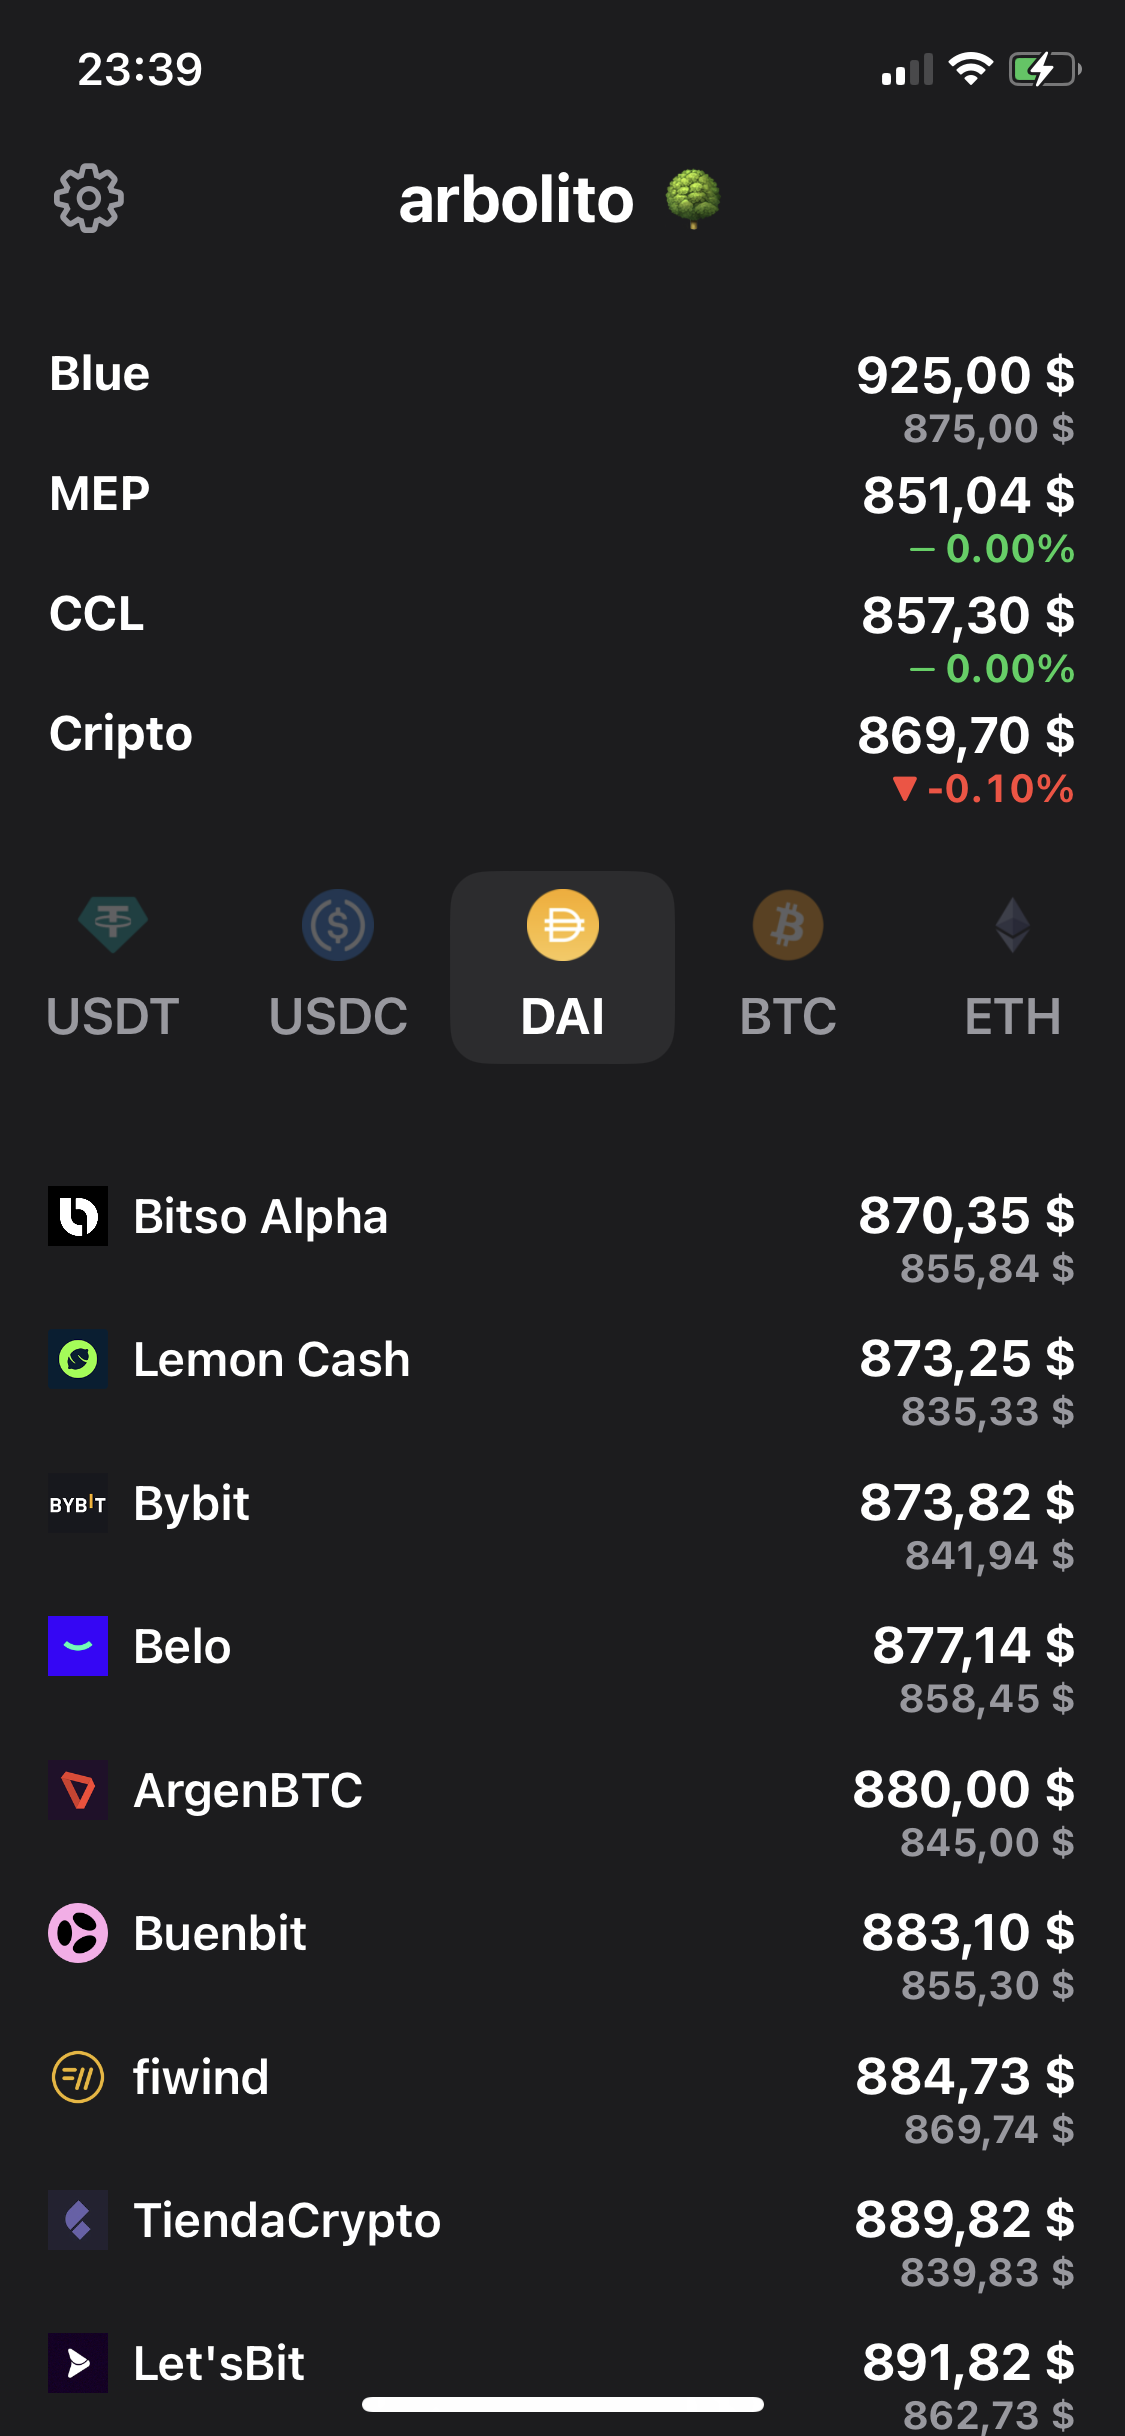 23:39
arbolito
Blue
925,00 $
875,00 $
MEP
851,04 $
0.00%
CCL
857,30 $
0.00%
Cripto
869,70 $
-0.10%
USDT USDC DAI BTC ETH
Bitso Alpha
870,35 $
855,84 $
Lemon Cash
873,25 $
835,33 $
BYBIT
Bybit
873,82 $
841,94 $
Belo
877,14 $
858,45 $
ArgenBTC
880,00 $
845,00 $
Buenbit
883,10 $
855,30 $
fiwind
884,73 $
869,74 $
TiendaCrypto
889,82 $
839,83 $
Let'sBit
891,82 $
862,73 $